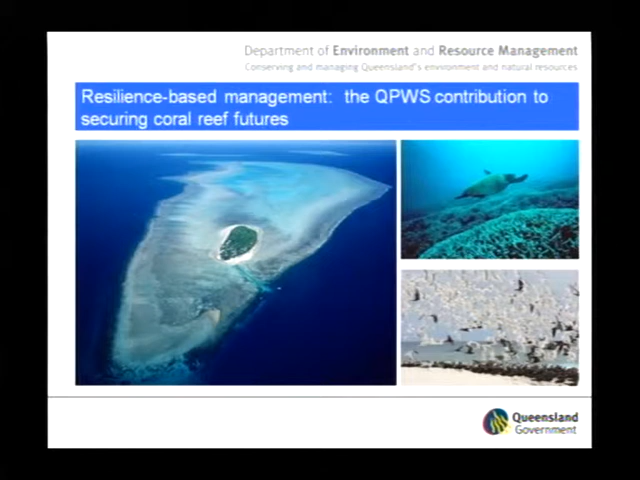 Department of Environment and Resource Management
Conserving and managing Queensland's environment and natural resources
Resilience-based management: the QPWS contribution to
securing coral reef futures
Queensland
Government